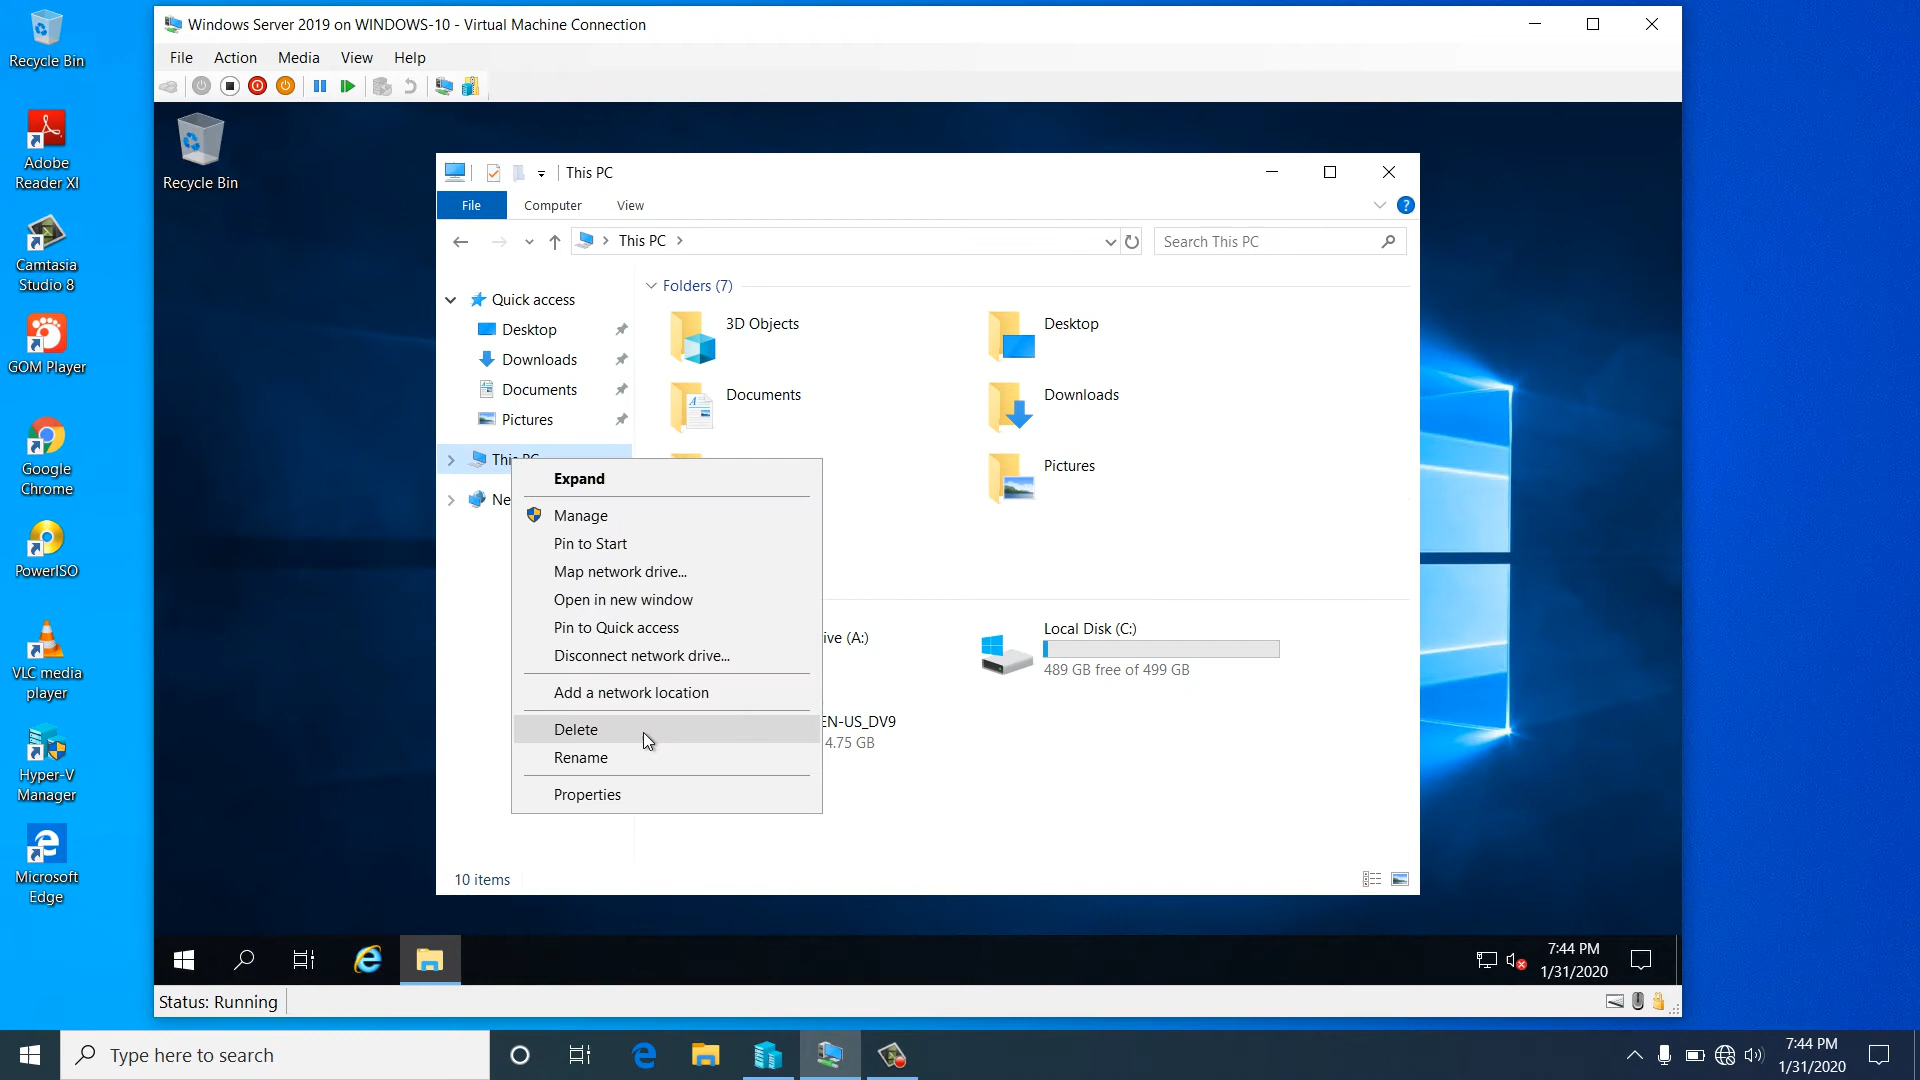 Recycle Bin
Adobe
Reader XI
Camtasia
Studio 8
GOM Player
Google
Chrome
PowerISO
VLC media
player
Hyper-V
Manager
Microsoft
Edge
Windows Server 2019 on WINDOWS-10 - Virtual Machine Connection
File Action Media View Help
Recycle Bin
This PC
File Computer View
This PC
Search This PC
Quick access
Desktop
Downloads
Documents
Pictures
This PC
Ne
Folders (7)
3D Objects
Desktop
Documents
Downloads
Pictures
ive (A:)
Local Disk (C:)
489 GB free of 499 GB
EN-US_DV9
4.75 GB
Expand
Manage
Pin to Start
Map network drive...
Open in new window
Pin to Quick access
Disconnect network drive...
Add a network location
Delete
Rename
Properties
10 items
7:44 PM
1/31/2020
Status: Running
Type here to search
7:44 PM
1/31/2020